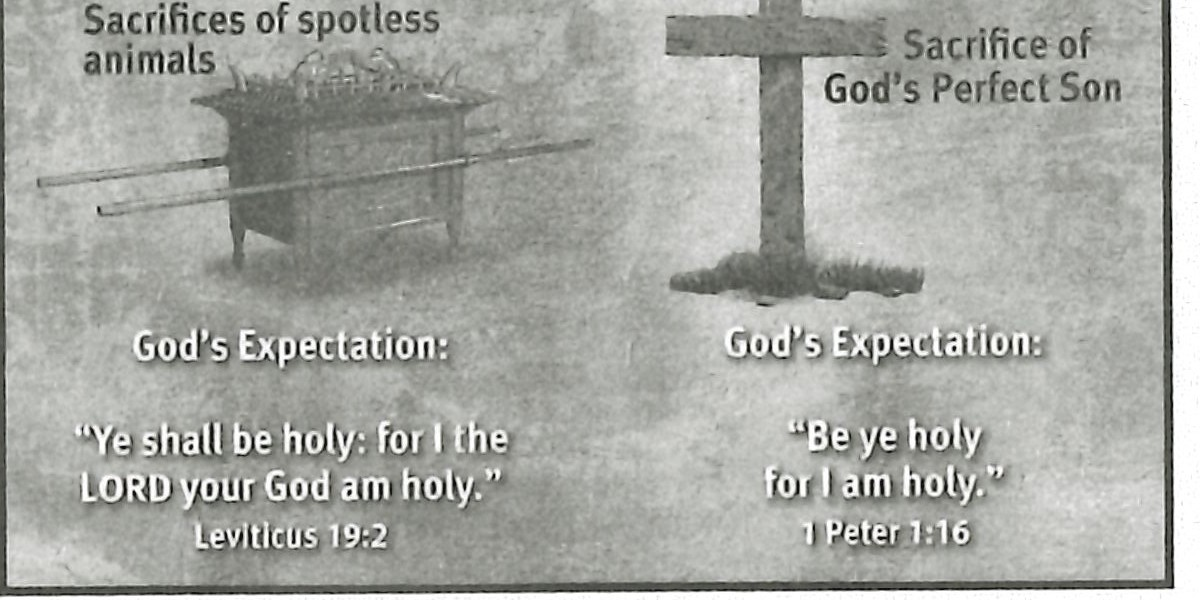 Sacrifices of spotless
animals
Sacrifice of
God's Perfect Son
God's Expectation:
"Ye shall be holy: for I the
LORD your God am holy."
Leviticus 19:2
God's Expectation:
"Be ye holy
for I am holy."
1 Peter 1:16